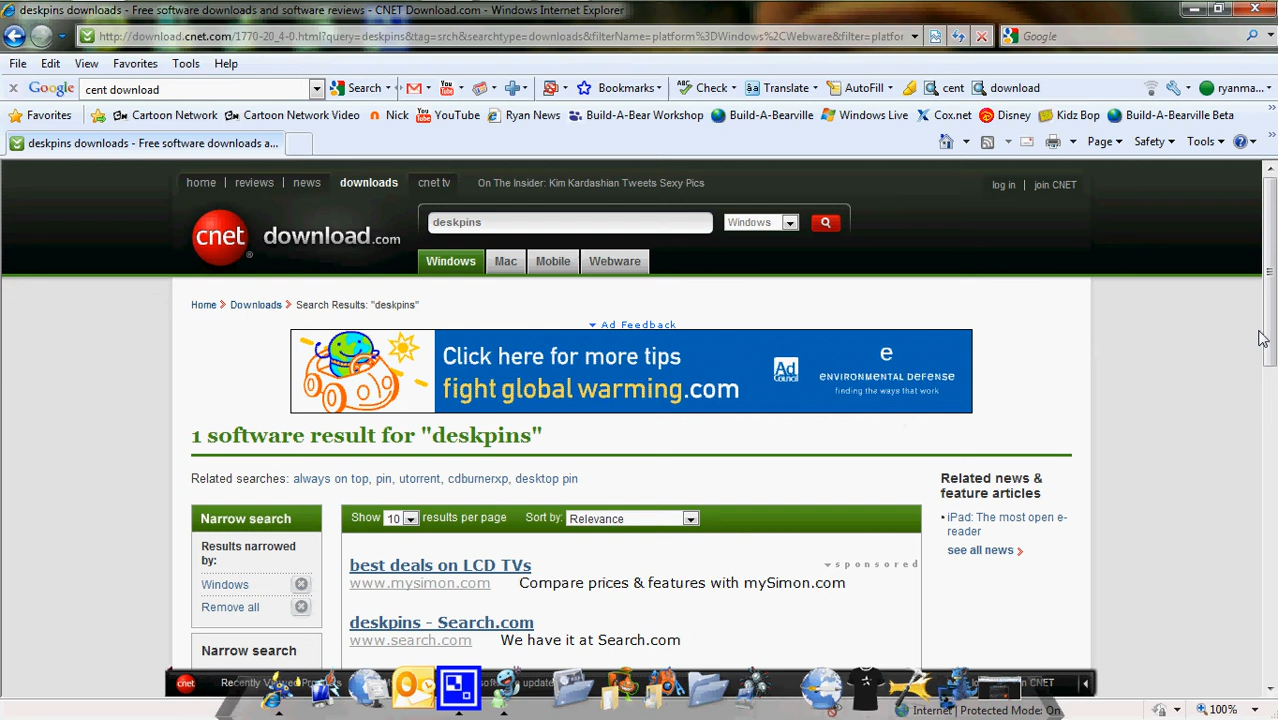 deskpins downloads - Free software downloads and software reviews - CNET Download.com - Windows Internet Explorer
http://download.cnet.com/1770-20_4-0.html?query=deskpins&tag=srch&searchtype=downloads&filterName=platform%3DWindows%2CWebware&filter=platfor
Google
File Edit View Favorites Tools Help
Google cent download Search Bookmarks Check Translate AutoFill cent download ryanma...
Favorites Cartoon Network Cartoon Network Video Nick YouTube Ryan News Build-A-Bear Workshop Build-A-Bearville Windows Live Cox.net Disney Kidz Bop Build-A-Bearville Beta
deskpins downloads - Free software downloads a... Page Safety Tools
home reviews news downloads cnet tv On The Insider: Kim Kardashian Tweets Sexy Pics log in join CNET
deskpins Windows
cnet download.com
Windows Mac Mobile Webware
Home Downloads Search Results: "deskpins"
Ad Feedback
Click here for more tips
fightglobalwarming.com
Ad Council
e
ENVIRONMENTAL DEFENSE
finding the ways that work
1 software result for "deskpins"
Related searches: always on top, pin, utorrent, cdburnerxp, desktop pin
Related news & feature articles
iPad: The most open e-reader
see all news
Narrow search
Results narrowed by:
Windows
Remove all
Narrow search
Show 10 results per page Sort by: Relevance
sponsored
best deals on LCD TVs
www.mysimon.com Compare prices & features with mySimon.com
deskpins - Search.com
www.search.com We have it at Search.com
cnet Recently Viewed Products
CNET
Internet | Protected Mode: On
100%